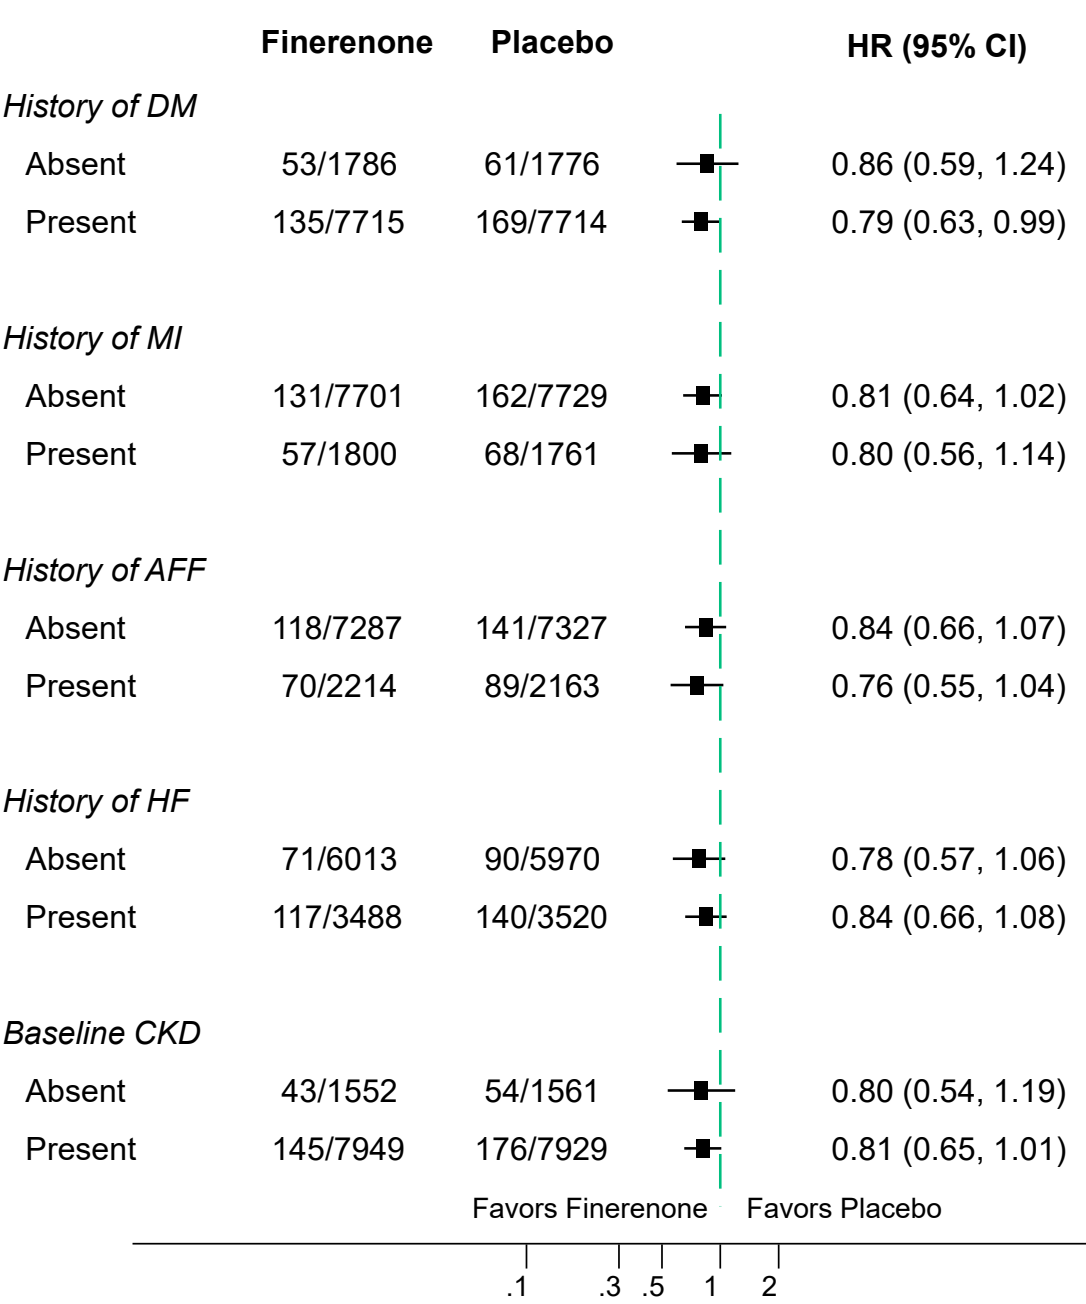 Finerenone Placebo HR (95% CI)
History of DM
Absent 53/1786 61/1776 0.86 (0.59, 1.24)
Present 135/7715 169/7714 0.79 (0.63, 0.99)
History of MI
Absent 131/7701 162/7729 0.81 (0.64, 1.02)
Present 57/1800 68/1761 0.80 (0.56, 1.14)
History of AFF
Absent 118/7287 141/7327 0.84 (0.66, 1.07)
Present 70/2214 89/2163 0.76 (0.55, 1.04)
History of HF
Absent 71/6013 90/5970 0.78 (0.57, 1.06)
Present 117/3488 140/3520 0.84 (0.66, 1.08)
Baseline CKD
Absent 43/1552 54/1561 0.80 (0.54, 1.19)
Present 145/7949 176/7929 0.81 (0.65, 1.01)
Favors Finerenone Favors Placebo
.1 .3 .5 1 2